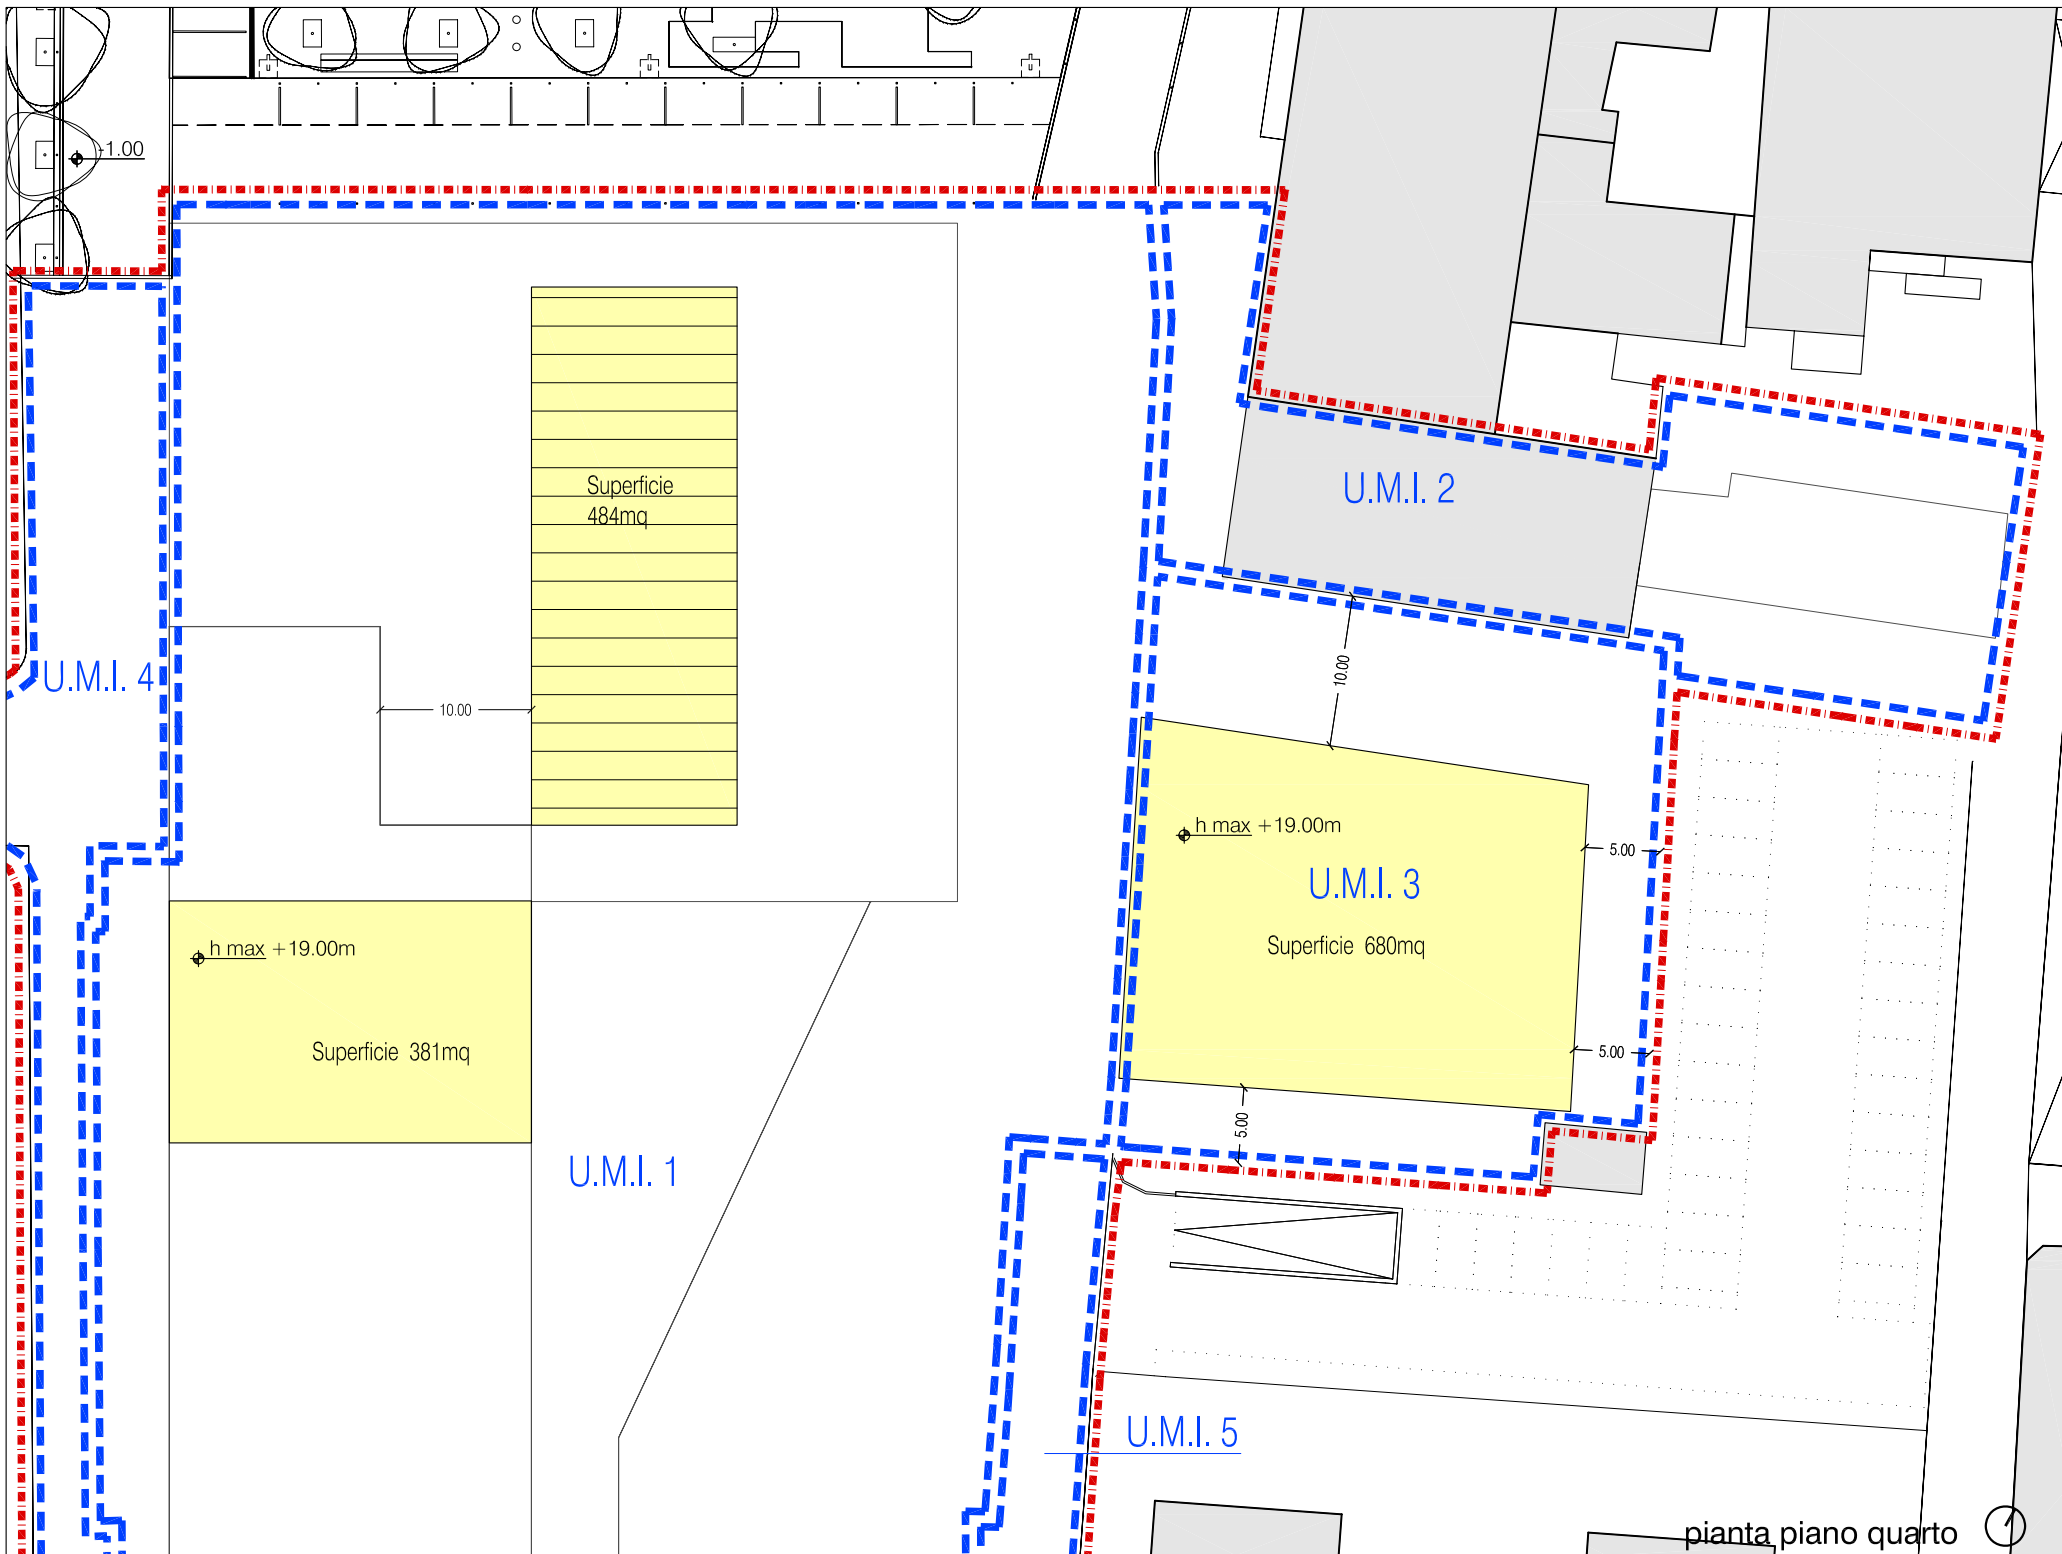 -1.00
Superficie
484mq
U.M.I. 2
U.M.I. 4
10.00
10.00
h max +19.00m
5.00
U.M.I. 3
Superficie 680mq
h max +19.00m
Superficie 381mq
5.00
5.00
U.M.I. 1
U.M.I. 5
pianta piano quarto